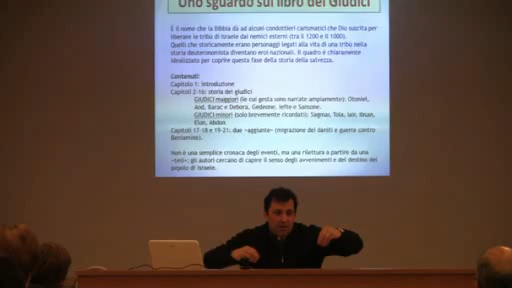 Uno sguardo sul libro dei Giudici
È il nome che la Bibbia dà ad alcuni condottieri carismatici che Dio suscita per
liberare le tribù di Israele dai nemici esterni (tra il 1200 e il 1000).
Quelli che storicamente erano personaggi legati alla vita di una tribù nella
storia deuteronomista diventano eroi nazionali. Il quadro è chiaramente
idealizzato per coprire questa fase della storia della salvezza.
Contenuti:
Capitolo 1: introduzione
Capitoli 2-16: storia dei giudici
GIUDICI maggiori (le cui gesta sono narrate ampiamente): Otoniel,
Aod, Barac e Debora, Gedeone, Iefte e Sansone.
GIUDICI minori (solo brevemente ricordati): Sagmar, Tola, Iair, Ibsan,
Elon, Abdon.
Capitoli 17-18 e 19-21: due «aggiunte» (migrazione dei daniti e guerra contro
Beniamino).
Non è una semplice cronaca degli eventi, ma una rilettura a partire da una
«tesi»; gli autori cercano di capire il senso degli avvenimenti e del destino del
popolo di Israele.